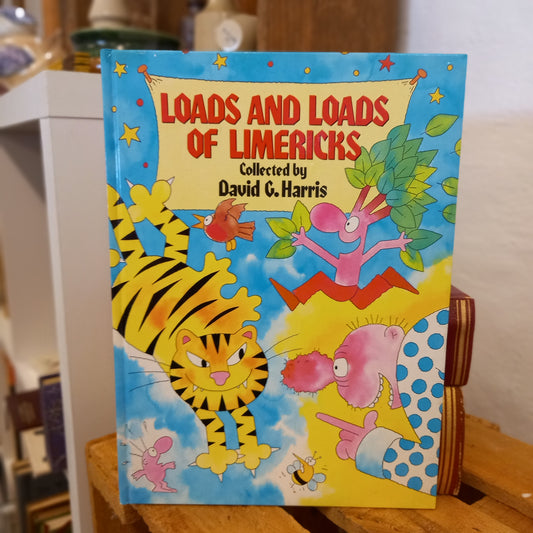 LOADS AND LOADS
OF LIMERICKS
Collected by
David G. Harris